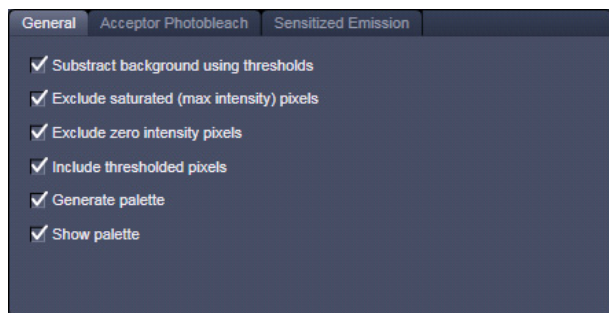 General Acceptor Photobleach Sensitized Emission
Substract background using thresholds
Exclude saturated (max intensity) pixels
Exclude zero intensity pixels
Include thresholded pixels
Generate palette
Show palette